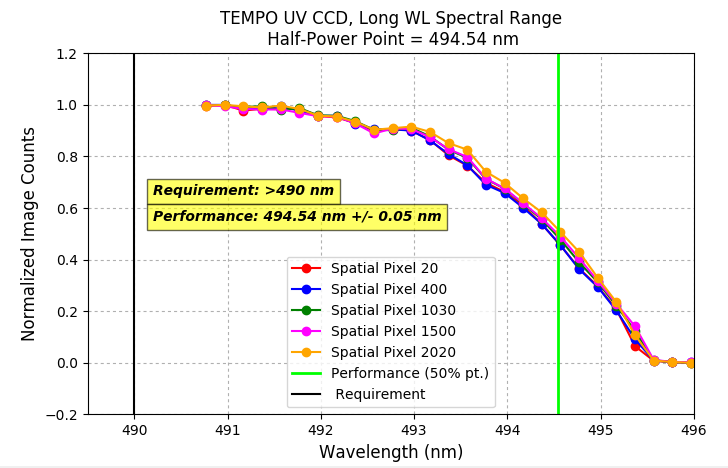 TEMPO UV CCD, Long WL Spectral Range
Half-Power Point = 494.54 nm
Normalized Image Counts
1.2
1.0
0.8
0.6
0.4
0.2
0.0
−0.2
Requirement: >490 nm
Performance: 494.54 nm +/- 0.05 nm
Spatial Pixel 20
Spatial Pixel 400
Spatial Pixel 1030
Spatial Pixel 1500
Spatial Pixel 2020
Performance (50% pt.)
Requirement
490 491 492 493 494 495 496
Wavelength (nm)